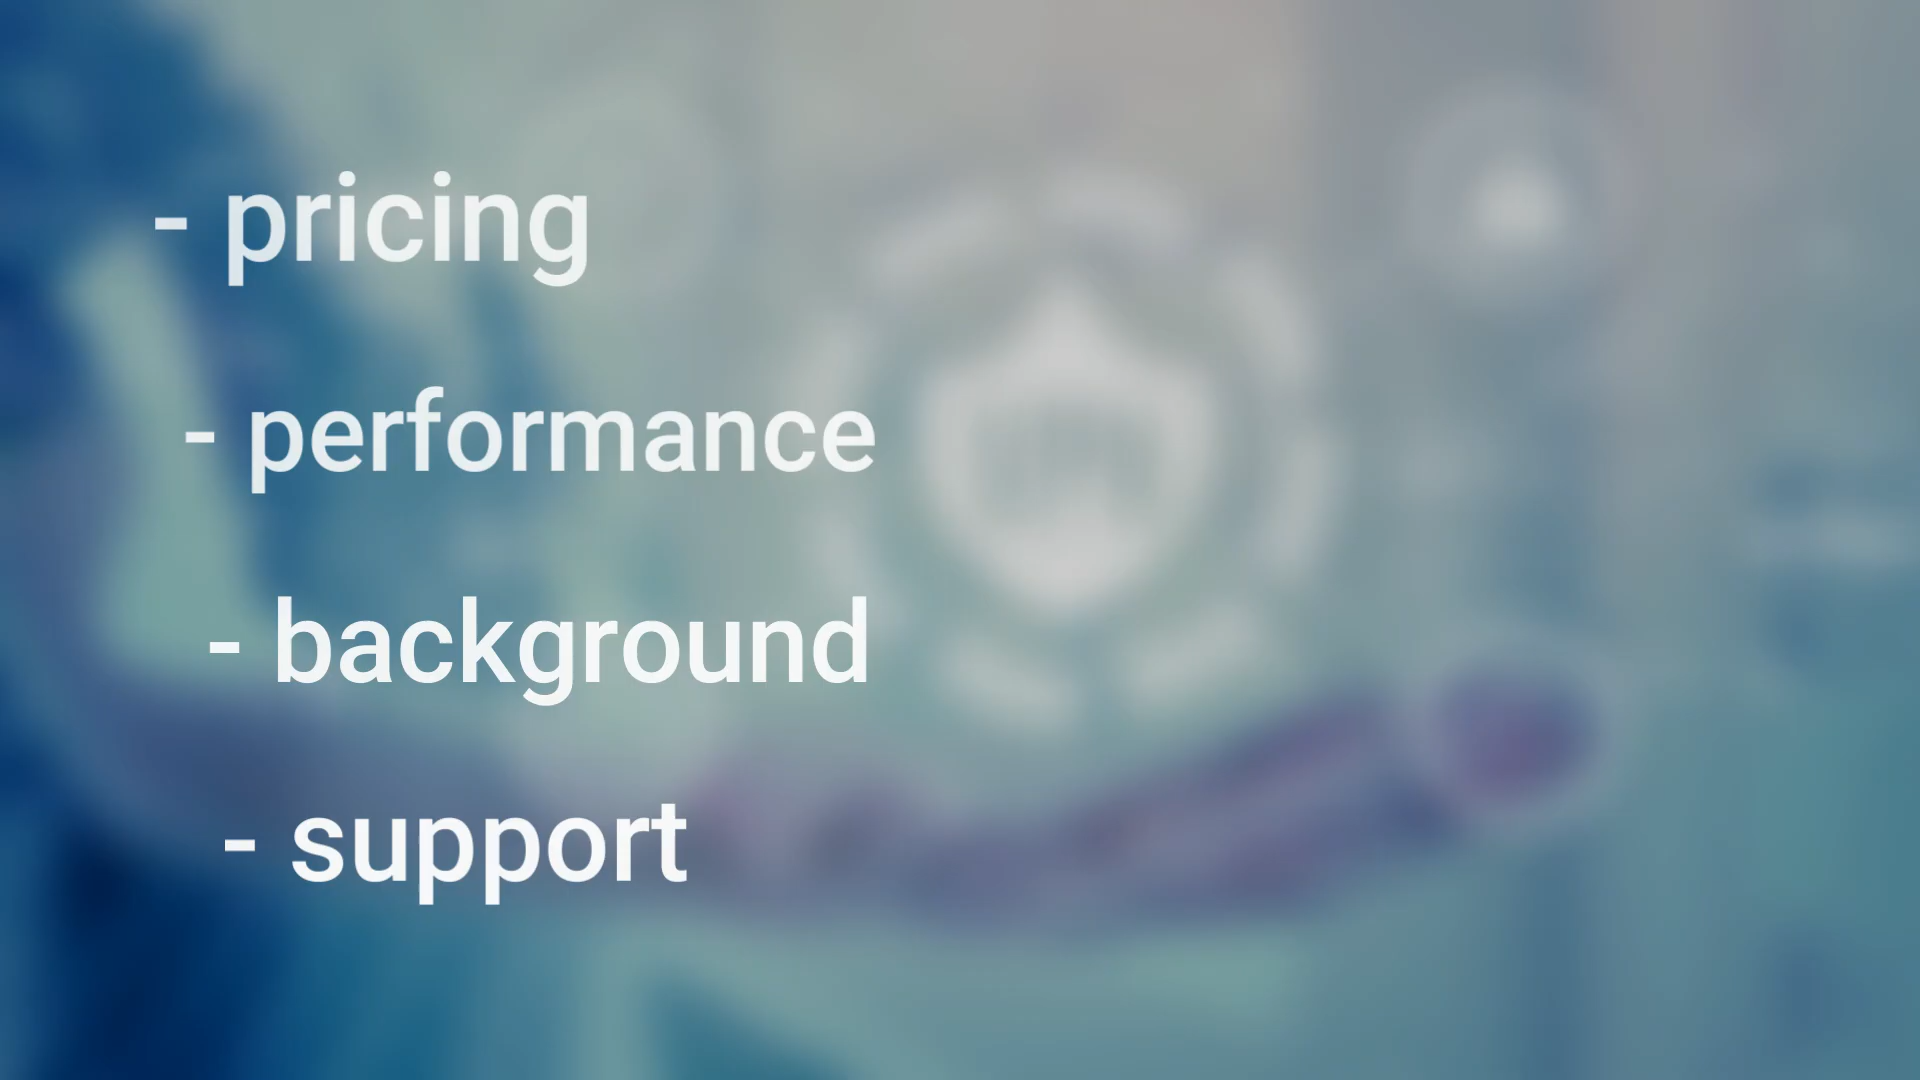 - pricing
- performance
- background
- support